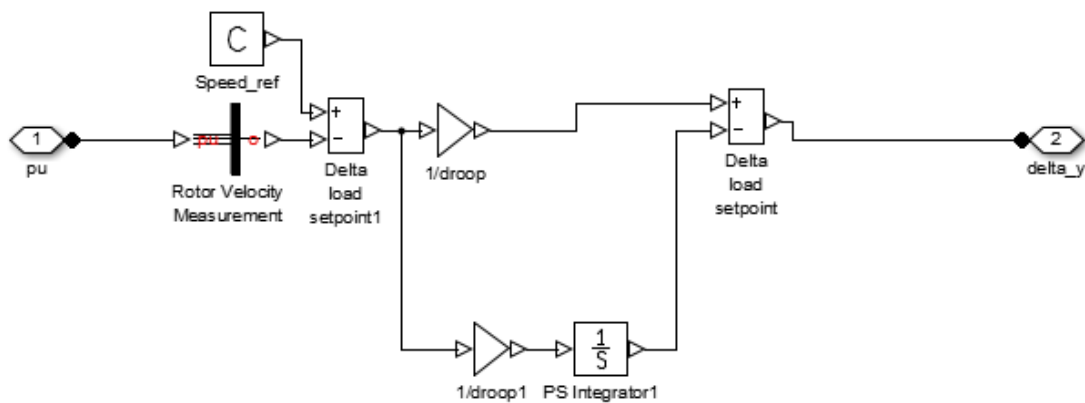 C
Speed_ref
1
pu
pu
o
Rotor Velocity
Measurement
+
−
Delta
load
setpoint1
1/droop
+
−
Delta
load
setpoint
2
delta_y
1/droop1
1
S
PS Integrator1